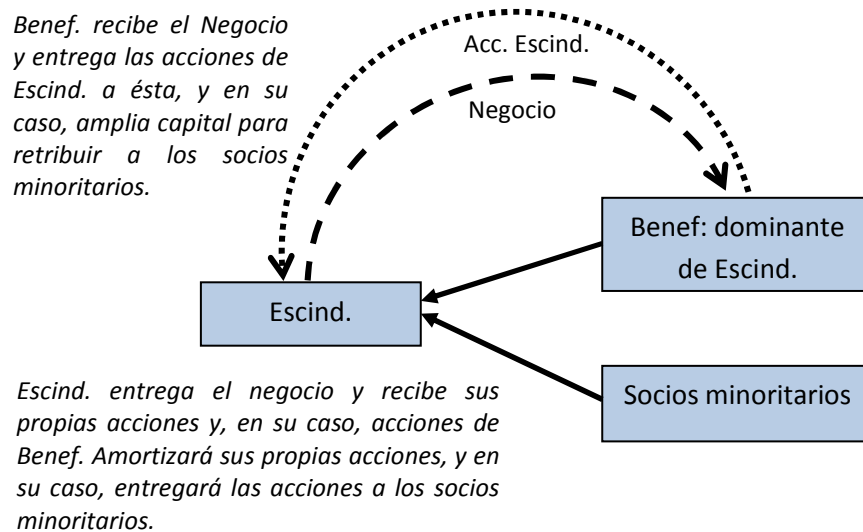 Benef. recibe el Negocio
y entrega las acciones de
Escind. a ésta, y en su
caso, amplia capital para
retribuir a los socios
minoritarios.
Acc. Escind.
Negocio
Benef: dominante
de Escind.
Escind.
Socios minoritarios
Escind. entrega el negocio y recibe sus
propias acciones y, en su caso, acciones de
Benef. Amortizará sus propias acciones, y en
su caso, entregará las acciones a los socios
minoritarios.